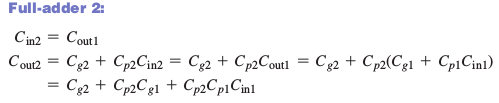 Full-adder 2:
C_in2 = C_out1
C_out2 = C_g2 + C_p2C_in2 = C_g2 + C_p2C_out1 = C_g2 + C_p2(C_g1 + C_p1C_in1)
= C_g2 + C_p2C_g1 + C_p2C_p1C_in1